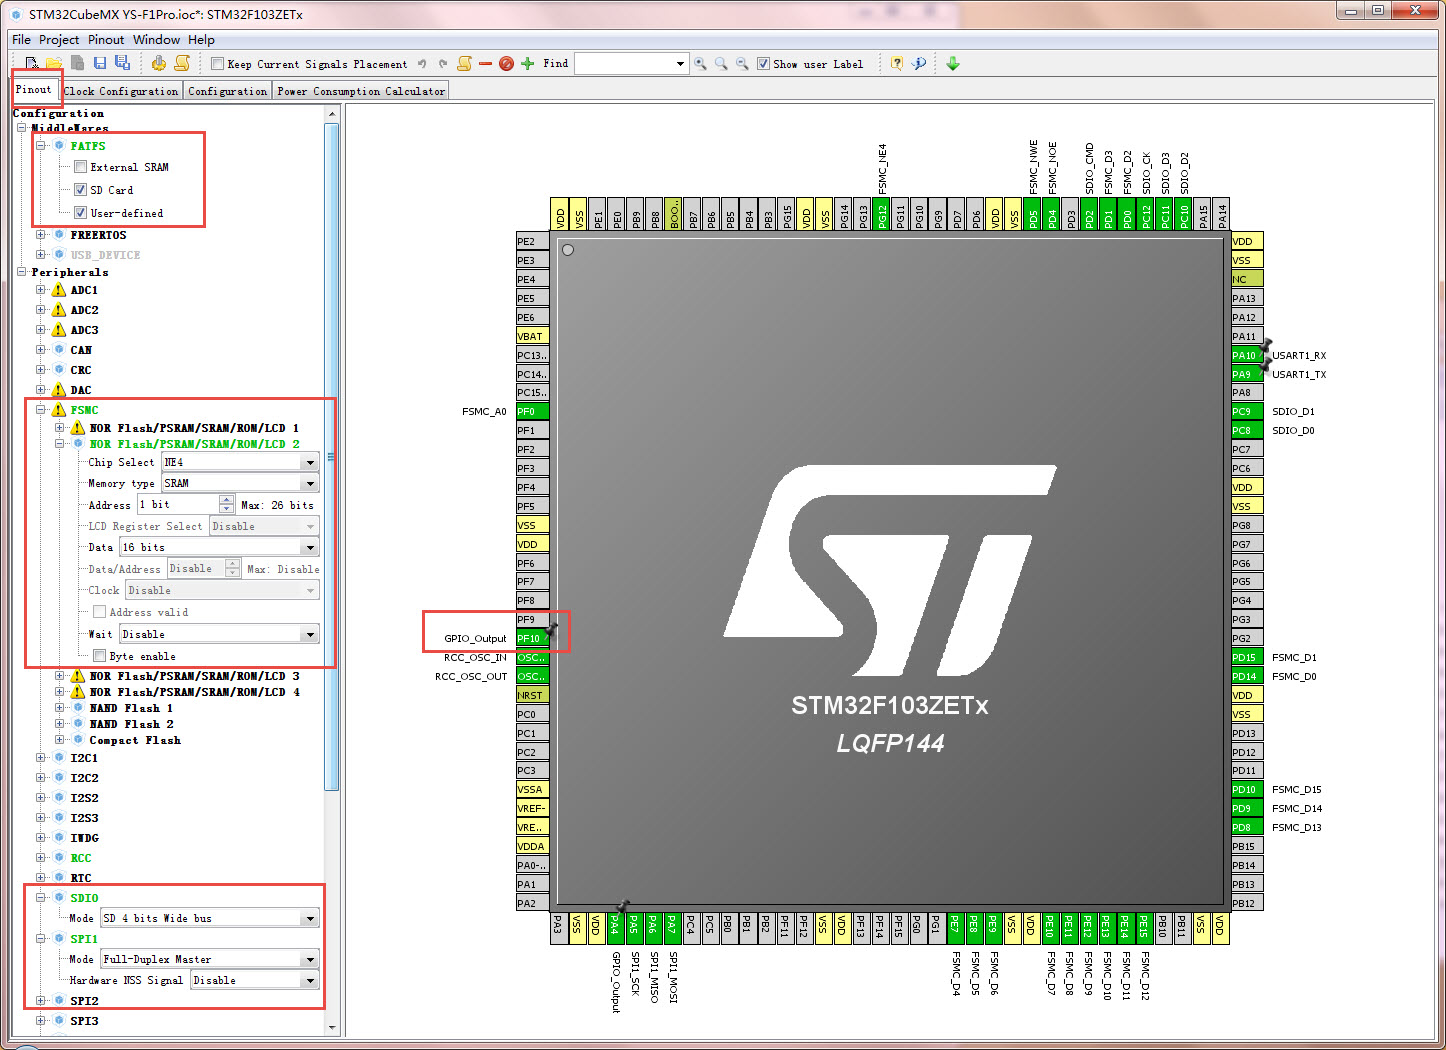 STM32CubeMX YS-F1Pro.ioc*: STM32F103ZETx
File Project Pinout Window Help
Keep Current Signals Placement Find Show user Label
Pinout Clock Configuration Configuration Power Consumption Calculator
Configuration
MiddleWares
FATFS
External SRAM
SD Card
User-defined
FREERTOS
USB_DEVICE
Peripherals
ADC1
ADC2
ADC3
CAN
CRC
DAC
FSMC
NOR Flash/PSRAM/SRAM/ROM/LCD 1
NOR Flash/PSRAM/SRAM/ROM/LCD 2
Chip Select NE4
Memory type SRAM
Address 1 bit Max: 26 bits
LCD Register Select Disable
Data 16 bits
Data/Address Disable Max: Disable
Clock Disable
Address valid
Wait Disable
Byte enable
NOR Flash/PSRAM/SRAM/ROM/LCD 3
NOR Flash/PSRAM/SRAM/ROM/LCD 4
NAND Flash 1
NAND Flash 2
Compact Flash
I2C1
I2C2
I2S2
I2S3
IWDG
RCC
RTC
SDIO
Mode SD 4 bits Wide bus
SPI1
Mode Full-Duplex Master
Hardware NSS Signal Disable
SPI2
SPI3
FSMC_NE4 FSMC_NWE FSMC_NOE SDIO_CMD FSMC_D3 FSMC_D2 SDIO_CK SDIO_D3 SDIO_D2
VDD VSS PE1 PE0 PB9 PB8 BOO.. PB7 PB6 PB5 PB4 PB3 PG15 VDD VSS PG14 PG13 PG12 PG11 PG10 PG9 PD7 PD6 VDD VSS PD5 PD4 PD3 PD2 PD1 PD0 PC12 PC11 PC10 PA15 PA14
PE2
PE3
PE4
PE5
PE6
VBAT
PC13..
PC14..
PC15..
FSMC_A0 PF0
PF1
PF2
PF3
PF4
PF5
VSS
VDD
PF6
PF7
PF8
PF9
GPIO_Output PF10
RCC_OSC_IN OSC..
RCC_OSC_OUT OSC..
NRST
PC0
PC1
PC2
PC3
VSSA
VREF-
VRE..
VDDA
PA0-..
PA1
PA2
ST
STM32F103ZETx
LQFP144
VDD
VSS
NC
PA13
PA12
PA11
PA10 USART1_RX
PA9 USART1_TX
PA8
PC9 SDIO_D1
PC8 SDIO_D0
PC7
PC6
VDD
VSS
PG8
PG7
PG6
PG5
PG4
PG3
PG2
PD15 FSMC_D1
PD14 FSMC_D0
VDD
VSS
PD13
PD12
PD11
PD10 FSMC_D15
PD9 FSMC_D14
PD8 FSMC_D13
PB15
PB14
PB13
PB12
PA3 VSS VDD PA4 PA5 PA6 PA7 PC4 PC5 PB0 PB1 PB2 PF11 PF12 VSS VDD PF13 PF14 PF15 PG0 PG1 PE7 PE8 PE9 VSS VDD PE10 PE11 PE12 PE13 PE14 PE15 PB10 PB11 VSS VDD
GPIO_Output SPI1_SCK SPI1_MISO SPI1_MOSI FSMC_D4 FSMC_D5 FSMC_D6 FSMC_D7 FSMC_D8 FSMC_D9 FSMC_D10 FSMC_D11 FSMC_D12